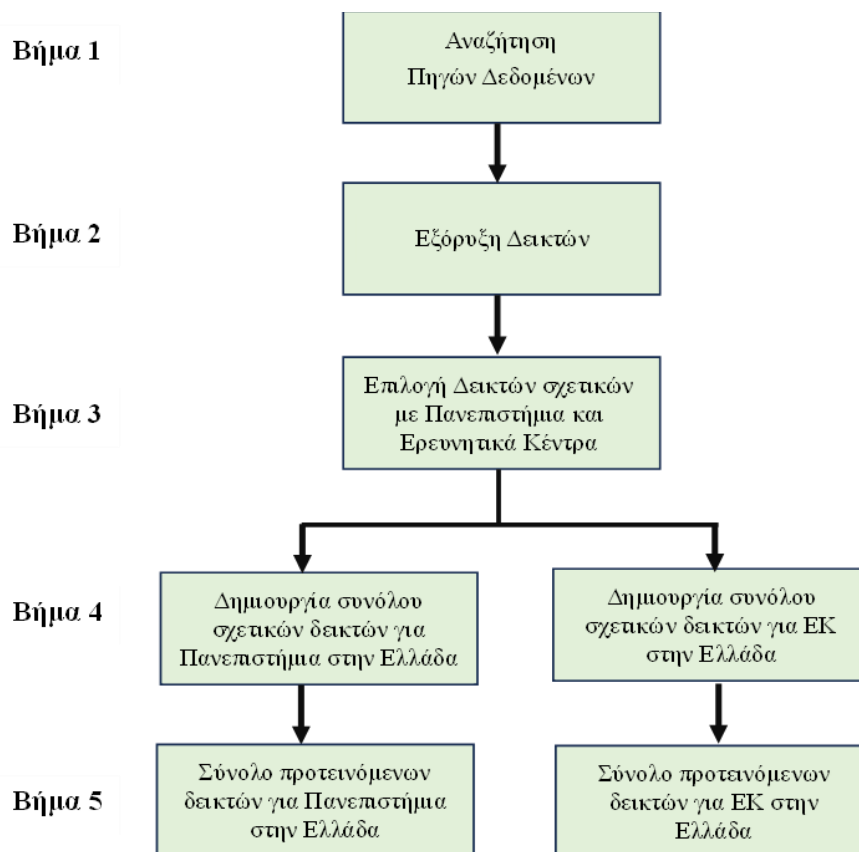 Βήμα 1
Αναζήτηση
Πηγών Δεδομένων
Βήμα 2
Εξόρυξη Δεικτών
Βήμα 3
Επιλογή Δεικτών σχετικών
με Πανεπιστήμια και
Ερευνητικά Κέντρα
Βήμα 4
Δημιουργία συνόλου
σχετικών δεικτών για
Πανεπιστήμια στην Ελλάδα
Δημιουργία συνόλου
σχετικών δεικτών για ΕΚ
στην Ελλάδα
Βήμα 5
Σύνολο προτεινόμενων
δεικτών για Πανεπιστήμια
στην Ελλάδα
Σύνολο προτεινόμενων
δεικτών για ΕΚ στην
Ελλάδα